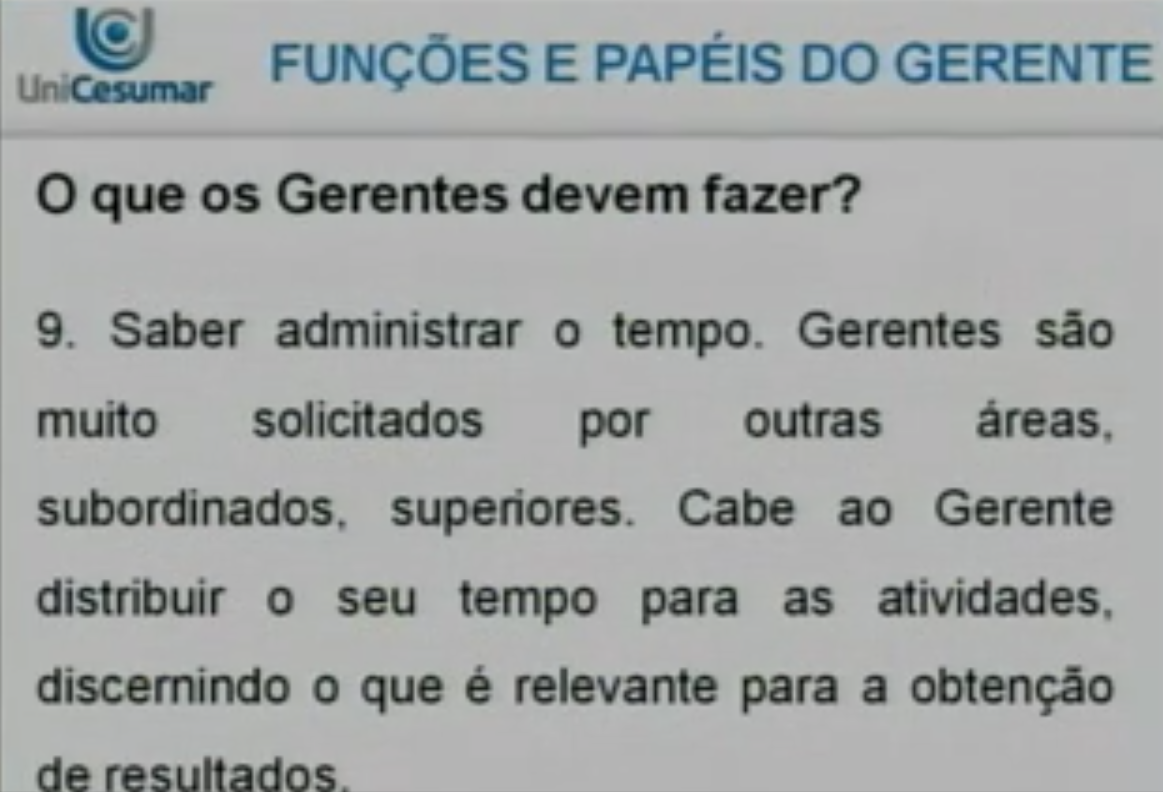 UniCesumar
FUNÇÕES E PAPÉIS DO GERENTE
O que os Gerentes devem fazer?
9. Saber administrar o tempo. Gerentes são
muito solicitados por outras áreas,
subordinados, superiores. Cabe ao Gerente
distribuir o seu tempo para as atividades,
discernindo o que é relevante para a obtenção
de resultados.